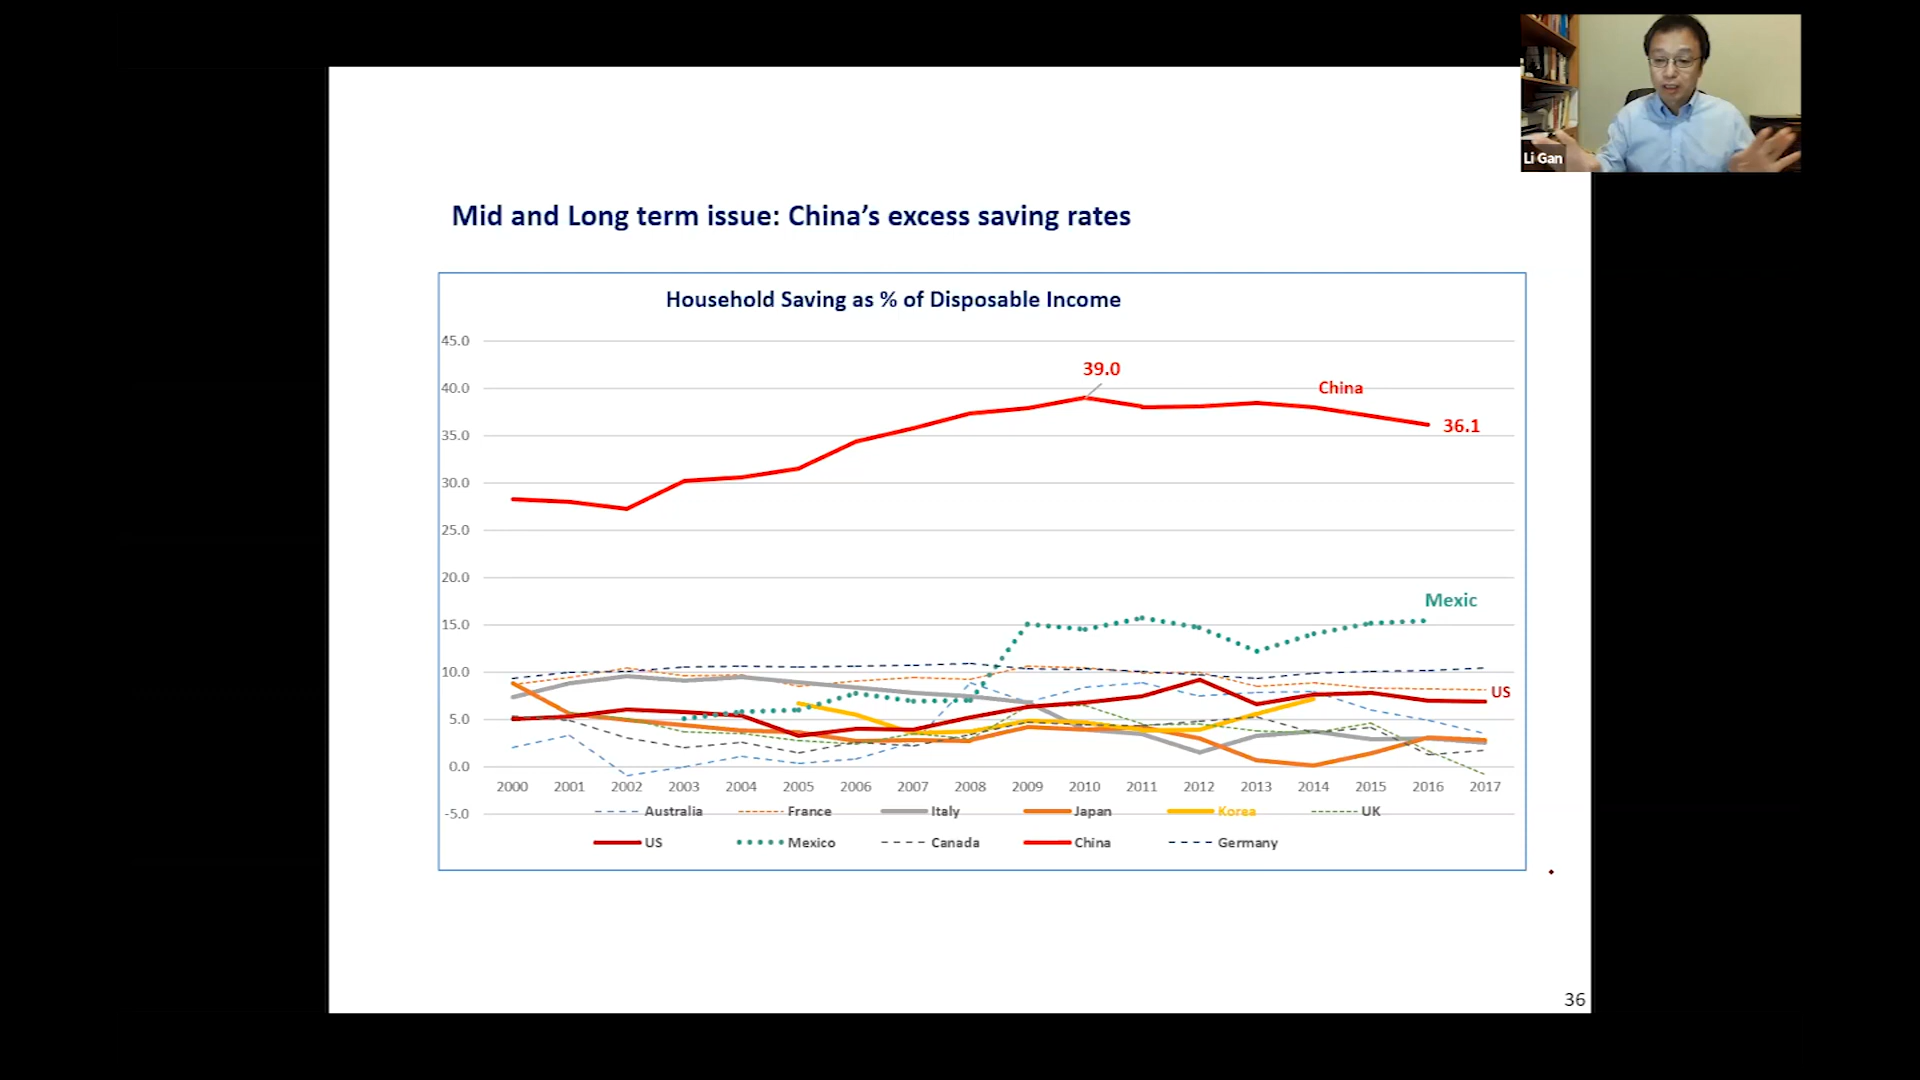 Li Gan
Mid and Long term issue: China’s excess saving rates
Household Saving as % of Disposable Income
45.0
40.0
35.0
30.0
25.0
20.0
15.0
10.0
5.0
0.0
-5.0
39.0
China
36.1
Mexic
US
2000 2001 2002 2003 2004 2005 2006 2007 2008 2009 2010 2011 2012 2013 2014 2015 2016 2017
Australia France Italy Japan Korea UK
US Mexico Canada China Germany
36